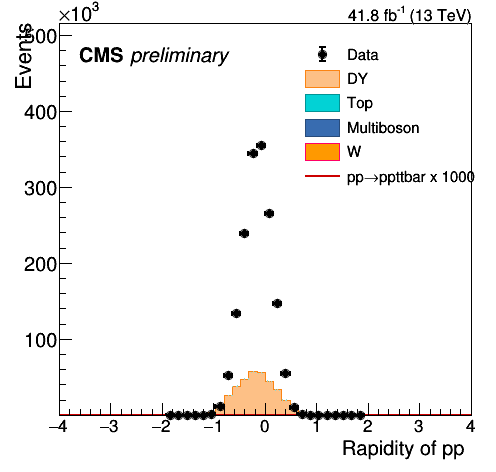 ×10³
41.8 fb⁻¹ (13 TeV)
Events
CMS preliminary
Data
DY
Top
Multiboson
W
pp→ppttbar x 1000
500
400
300
200
100
−4 −3 −2 −1 0 1 2 3 4
Rapidity of pp